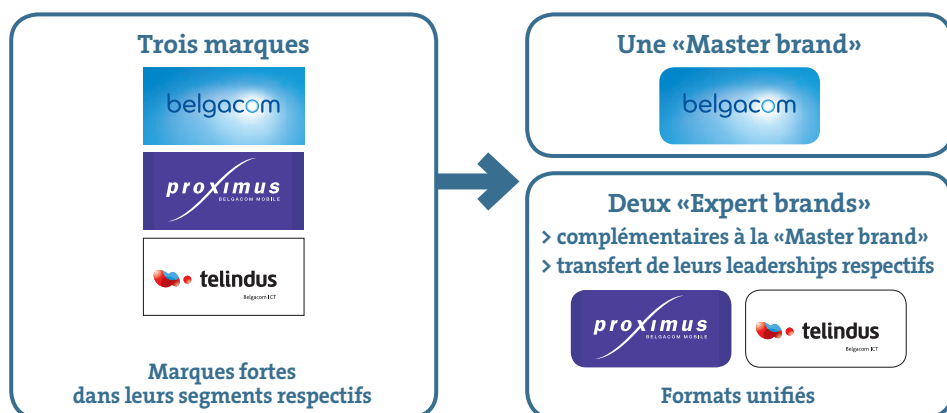 Trois marques
belgacom
proximus
BELGACOM MOBILE
telindus
Belgacom ICT
Marques fortes
dans leurs segments respectifs
Une «Master brand»
belgacom
Deux «Expert brands»
> complémentaires à la «Master brand»
> transfert de leurs leaderships respectifs
proximus
BELGACOM MOBILE
telindus
Belgacom ICT
Formats unifiés